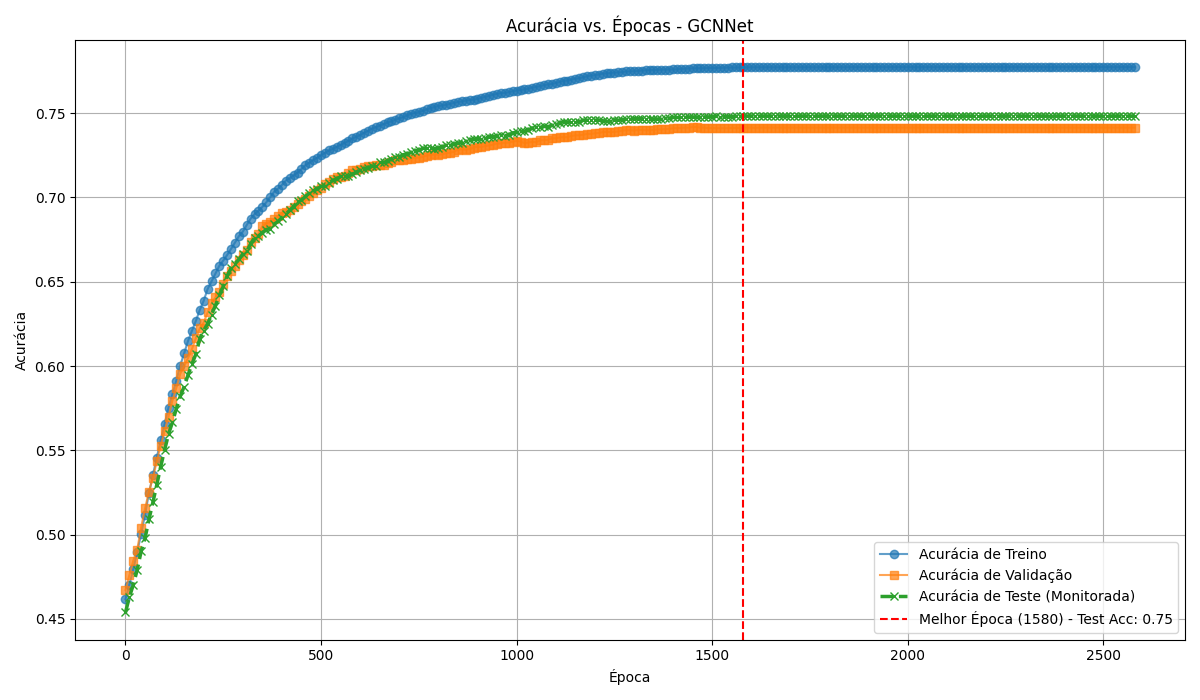 Acurácia vs. Épocas - GCNNet
Acurácia
0.75
0.70
0.65
0.60
0.55
0.50
0.45
0
500
1000
1500
2000
2500
Época
Acurácia de Treino
Acurácia de Validação
Acurácia de Teste (Monitorada)
Melhor Época (1580) - Test Acc: 0.75